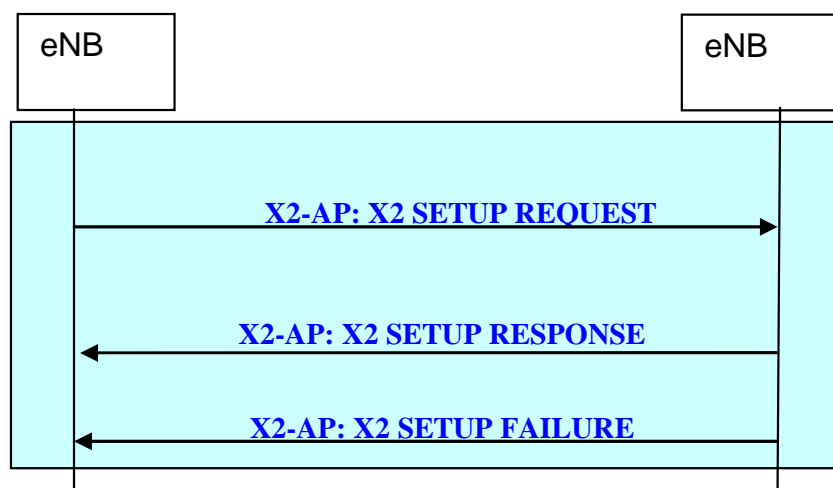 eNB
eNB
X2-AP: X2 SETUP REQUEST
X2-AP: X2 SETUP RESPONSE
X2-AP: X2 SETUP FAILURE